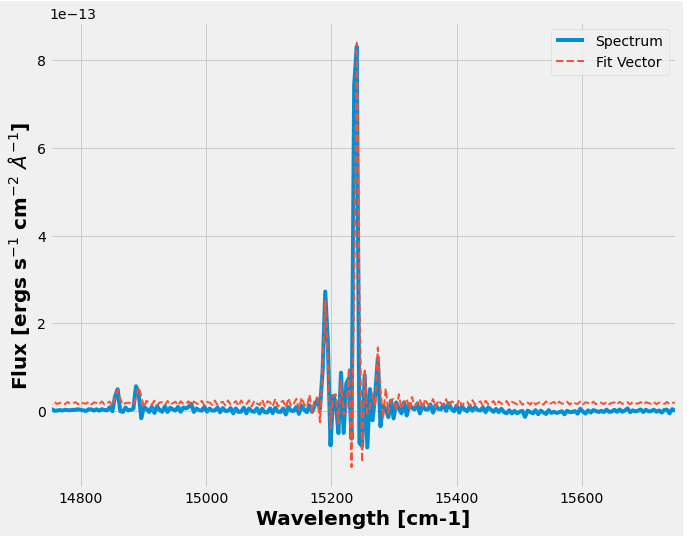 1e−13
Spectrum
Fit Vector
8
6
4
2
0
Flux [ergs s⁻¹ cm⁻² Å⁻¹]
14800 15000 15200 15400 15600
Wavelength [cm-1]